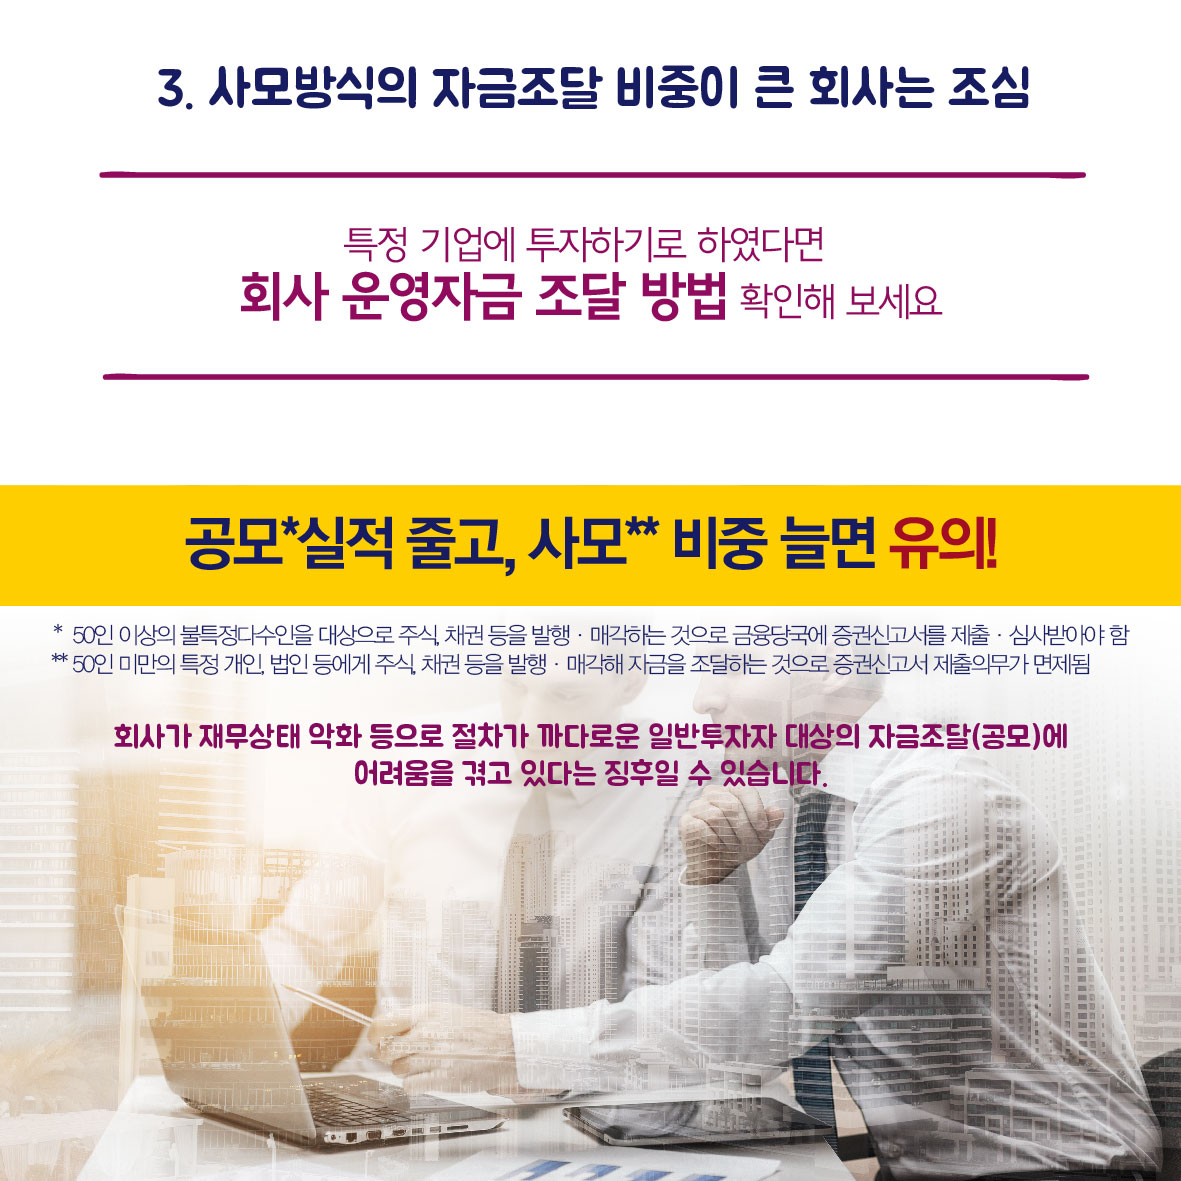 3. 사모방식의 자금조달 비중이 큰 회사는 조심
특정 기업에 투자하기로 하였다면
회사 운영자금 조달 방법 확인해 보세요
공모*실적 줄고, 사모** 비중 늘면 유의!
* 50인 이상의 불특정다수인을 대상으로 주식, 채권 등을 발행 · 매각하는 것으로 금융당국에 증권신고서를 제출 · 심사받아야 함
** 50인 미만의 특정 개인, 법인 등에게 주식, 채권 등을 발행 · 매각해 자금을 조달하는 것으로 증권신고서 제출의무가 면제됨
회사가 재무상태 악화 등으로 절차가 까다로운 일반투자자 대상의 자금조달(공모)에
어려움을 겪고 있다는 징후일 수 있습니다.